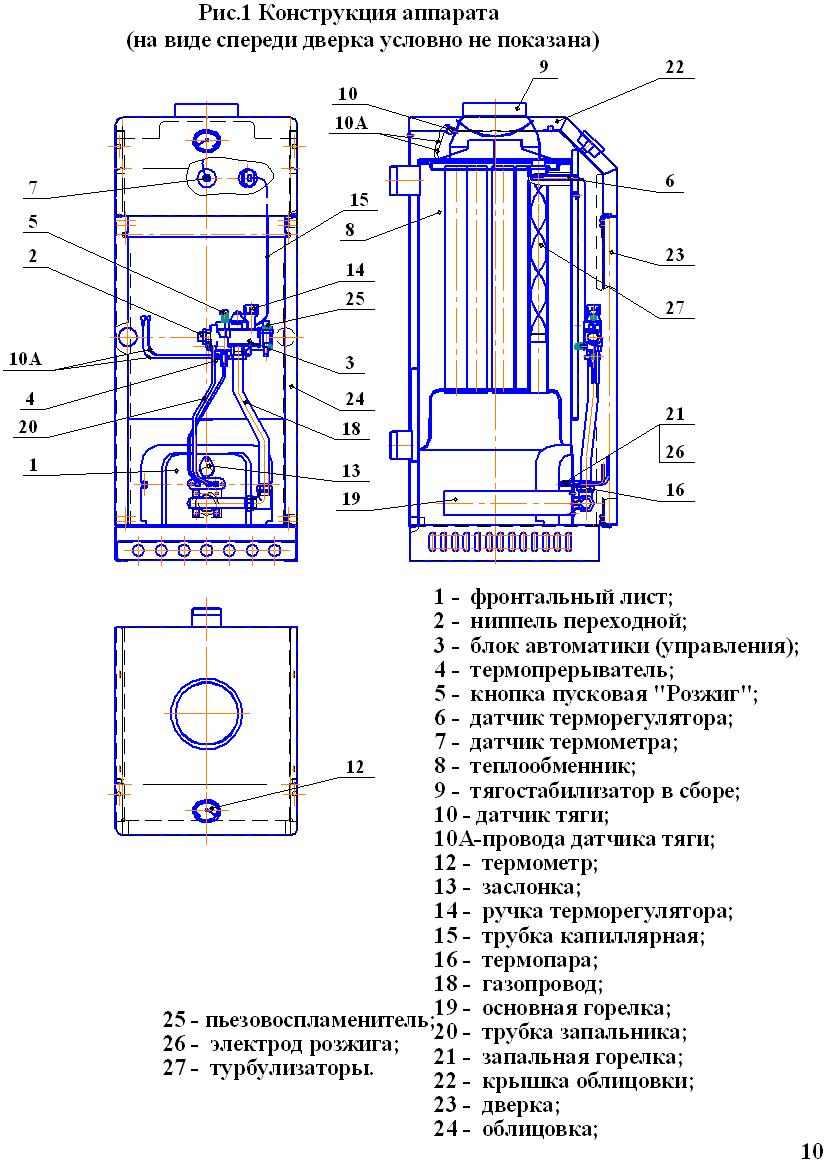 Рис.1 Конструкция аппарата
(на виде спереди дверка условно не показана)
9
22
10
10А
7
15
6
5
8
23
2
14
25
27
10А
3
4
24
20
18
21
1
13
26
19
16
12
1 - фронтальный лист;
2 - ниппель переходной;
3 - блок автоматики (управления);
4 - термопрерыватель;
5 - кнопка пусковая "Розжиг";
6 - датчик терморегулятора;
7 - датчик термометра;
8 - теплообменник;
9 - тягостабилизатор в сборе;
10 - датчик тяги;
10А-провода датчика тяги;
12 - термометр;
13 - заслонка;
14 - ручка терморегулятора;
15 - трубка капиллярная;
16 - термопара;
18 - газопровод;
19 - основная горелка;
20 - трубка запальника;
21 - запальная горелка;
22 - крышка облицовки;
23 - дверка;
24 - облицовка;
25 - пьезовоспламенитель;
26 - электрод розжига;
27 - турбулизаторы.
10